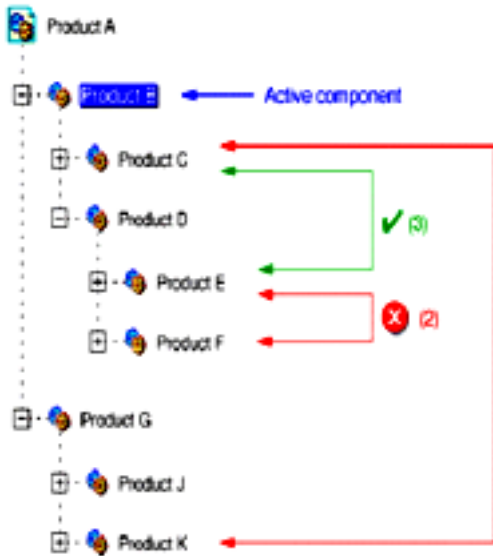 Product A
Product B
Active component
Product C
Product D
(3)
Product E
(2)
Product F
Product G
Product J
Product K